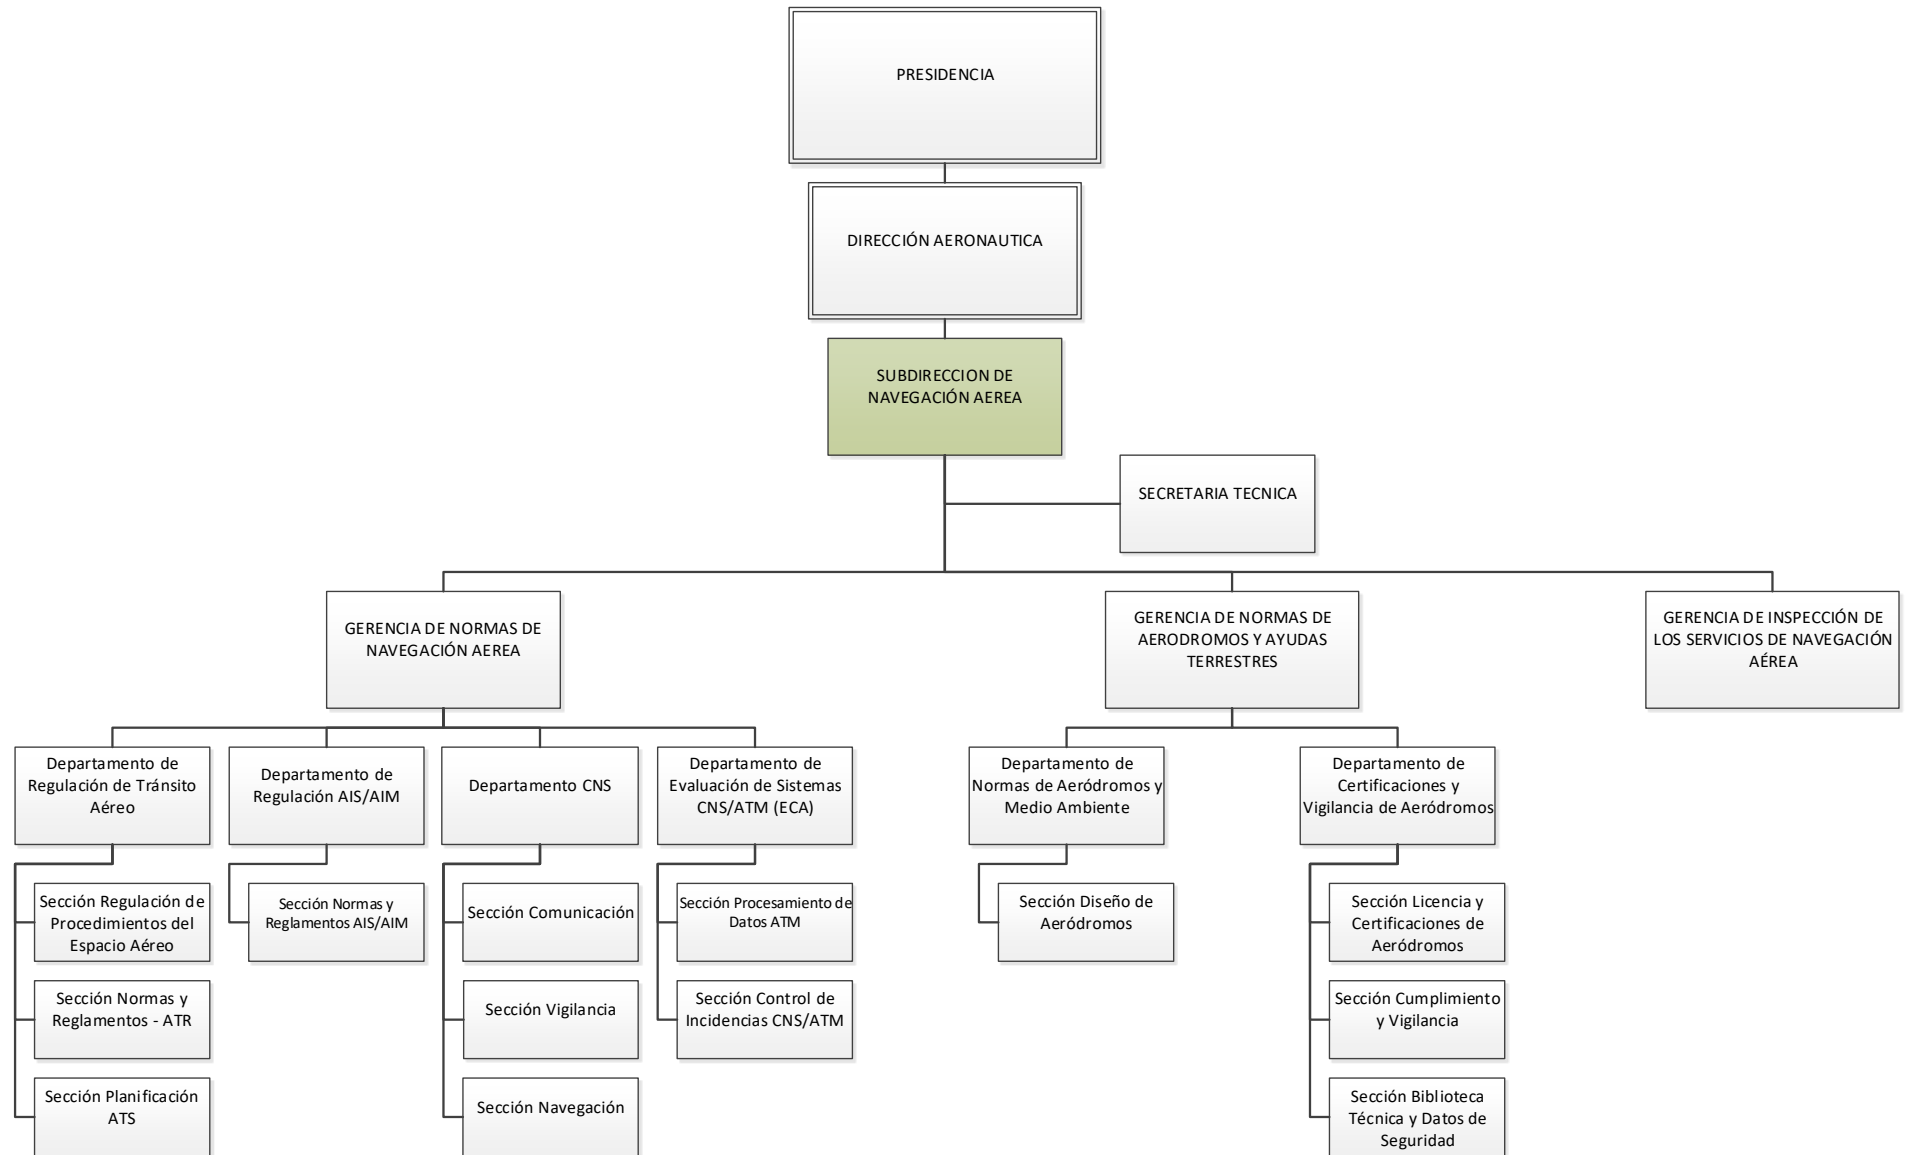 PRESIDENCIA
DIRECCIÓN AERONAUTICA
SUBDIRECCION DE
NAVEGACIÓN AEREA
SECRETARIA TECNICA
GERENCIA DE NORMAS DE
NAVEGACIÓN AEREA
GERENCIA DE NORMAS DE
AERODROMOS Y AYUDAS
TERRESTRES
GERENCIA DE INSPECCIÓN DE
LOS SERVICIOS DE NAVEGACIÓN
AÉREA
Departamento de
Regulación de Tránsito
Aéreo
Departamento de
Regulación AIS/AIM
Departamento CNS
Departamento de
Evaluación de Sistemas
CNS/ATM (ECA)
Departamento de
Normas de Aeródromos y
Medio Ambiente
Departamento de
Certificaciones y
Vigilancia de Aeródromos
Sección Regulación de
Procedimientos del
Espacio Aéreo
Sección Normas y
Reglamentos AIS/AIM
Sección Comunicación
Sección Procesamiento de
Datos ATM
Sección Diseño de
Aeródromos
Sección Licencia y
Certificaciones de
Aeródromos
Sección Normas y
Reglamentos - ATR
Sección Vigilancia
Sección Control de
Incidencias CNS/ATM
Sección Cumplimiento
y Vigilancia
Sección Planificación
ATS
Sección Navegación
Sección Biblioteca
Técnica y Datos de
Seguridad